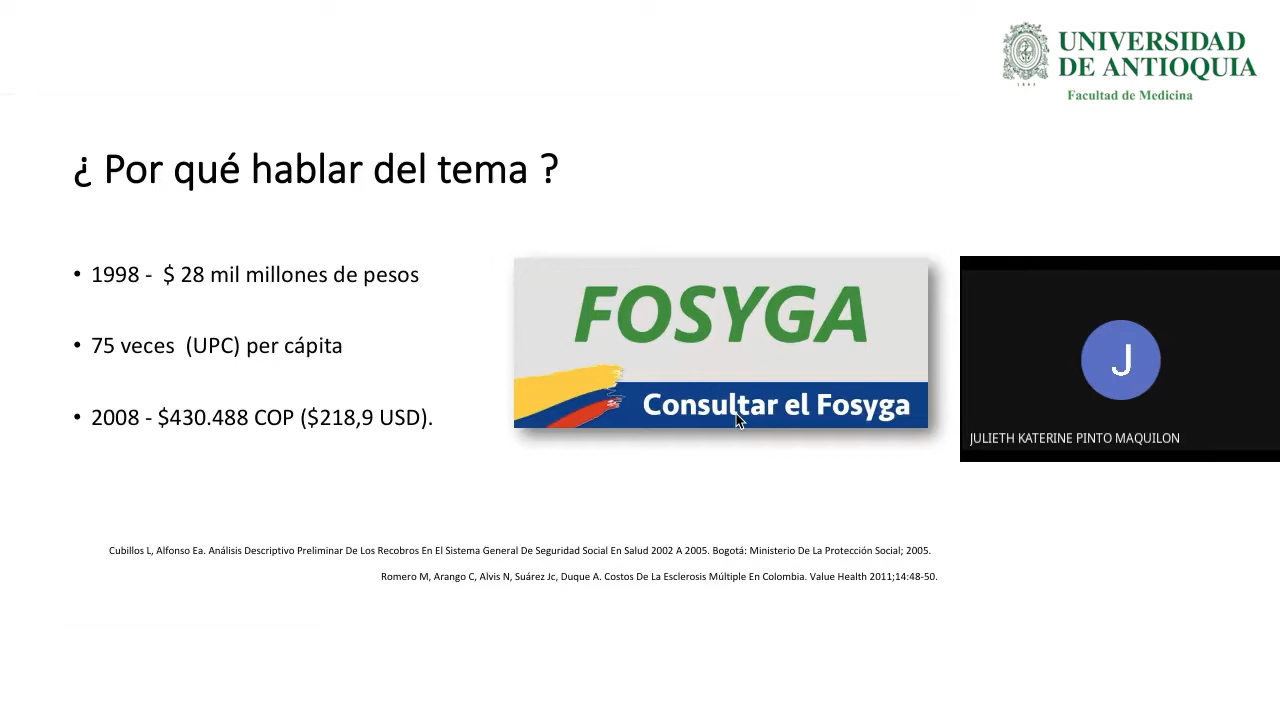 UNIVERSIDAD
DE ANTIOQUIA
1803
Facultad de Medicina
¿ Por qué hablar del tema ?
• 1998 - $ 28 mil millones de pesos
• 75 veces (UPC) per cápita
• 2008 - $430.488 COP ($218,9 USD).
FOSYGA
Consultar el Fosyga
J
JULIETH KATERINE PINTO MAQUILON
Cubillos L, Alfonso Ea. Análisis Descriptivo Preliminar De Los Recobros En El Sistema General De Seguridad Social En Salud 2002 A 2005. Bogotá: Ministerio De La Protección Social; 2005.
Romero M, Arango C, Alvis N, Suárez Jc, Duque A. Costos De La Esclerosis Múltiple En Colombia. Value Health 2011;14:48-50.